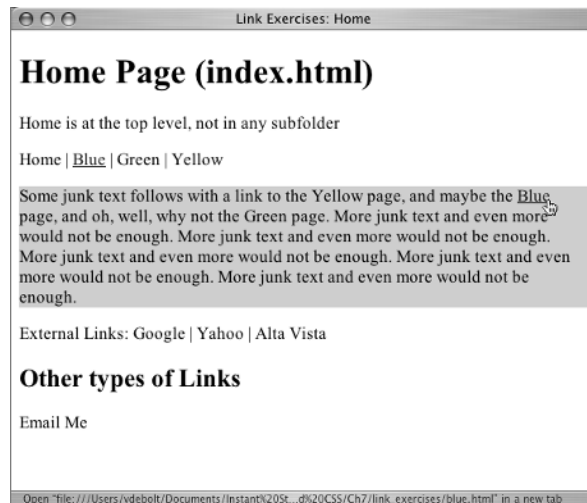 Link Exercises: Home
Home Page (index.html)
Home is at the top level, not in any subfolder
Home | Blue | Green | Yellow
Some junk text follows with a link to the Yellow page, and maybe the Blue
page, and oh, well, why not the Green page. More junk text and even more
would not be enough. More junk text and even more would not be enough.
More junk text and even more would not be enough. More junk text and even
more would not be enough. More junk text and even more would not be
enough.
External Links: Google | Yahoo | Alta Vista
Other types of Links
Email Me
Open "file:///Users/vdebolt/Documents/Instant%20St...d%20CSS/Ch7/link_exercises/blue.html" in a new tab